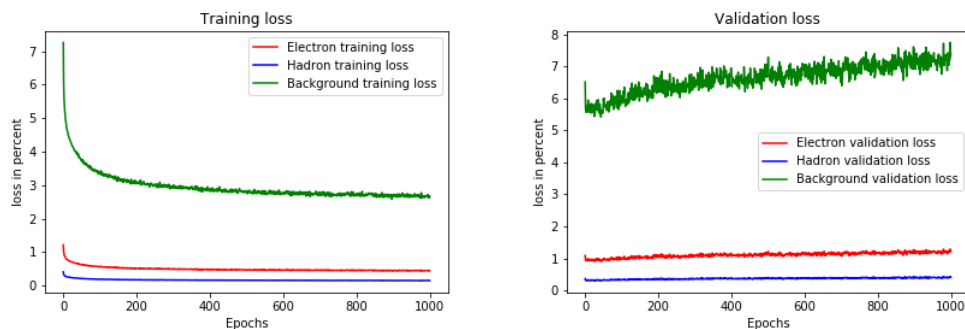 Training loss
loss in percent
7
6
5
4
3
2
1
0
Electron training loss
Hadron training loss
Background training loss
0 200 400 600 800 1000
Epochs
Validation loss
loss in percent
8
7
6
5
4
3
2
1
0
Electron validation loss
Hadron validation loss
Background validation loss
0 200 400 600 800 1000
Epochs